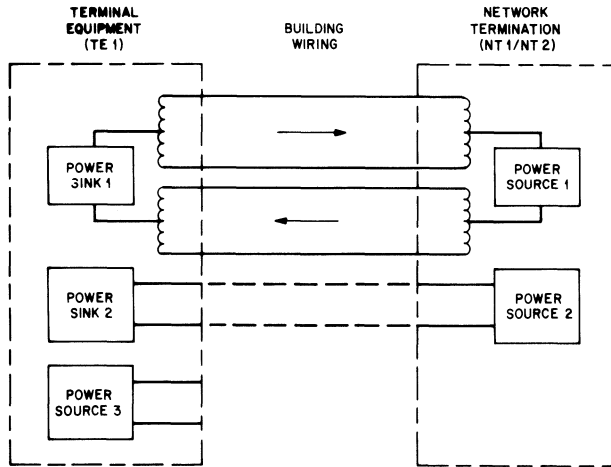 TERMINAL
EQUIPMENT
(TE 1)
BUILDING
WIRING
NETWORK
TERMINATION
(NT 1/NT 2)
POWER
SINK 1
POWER
SOURCE 1
POWER
SINK 2
POWER
SOURCE 2
POWER
SOURCE 3